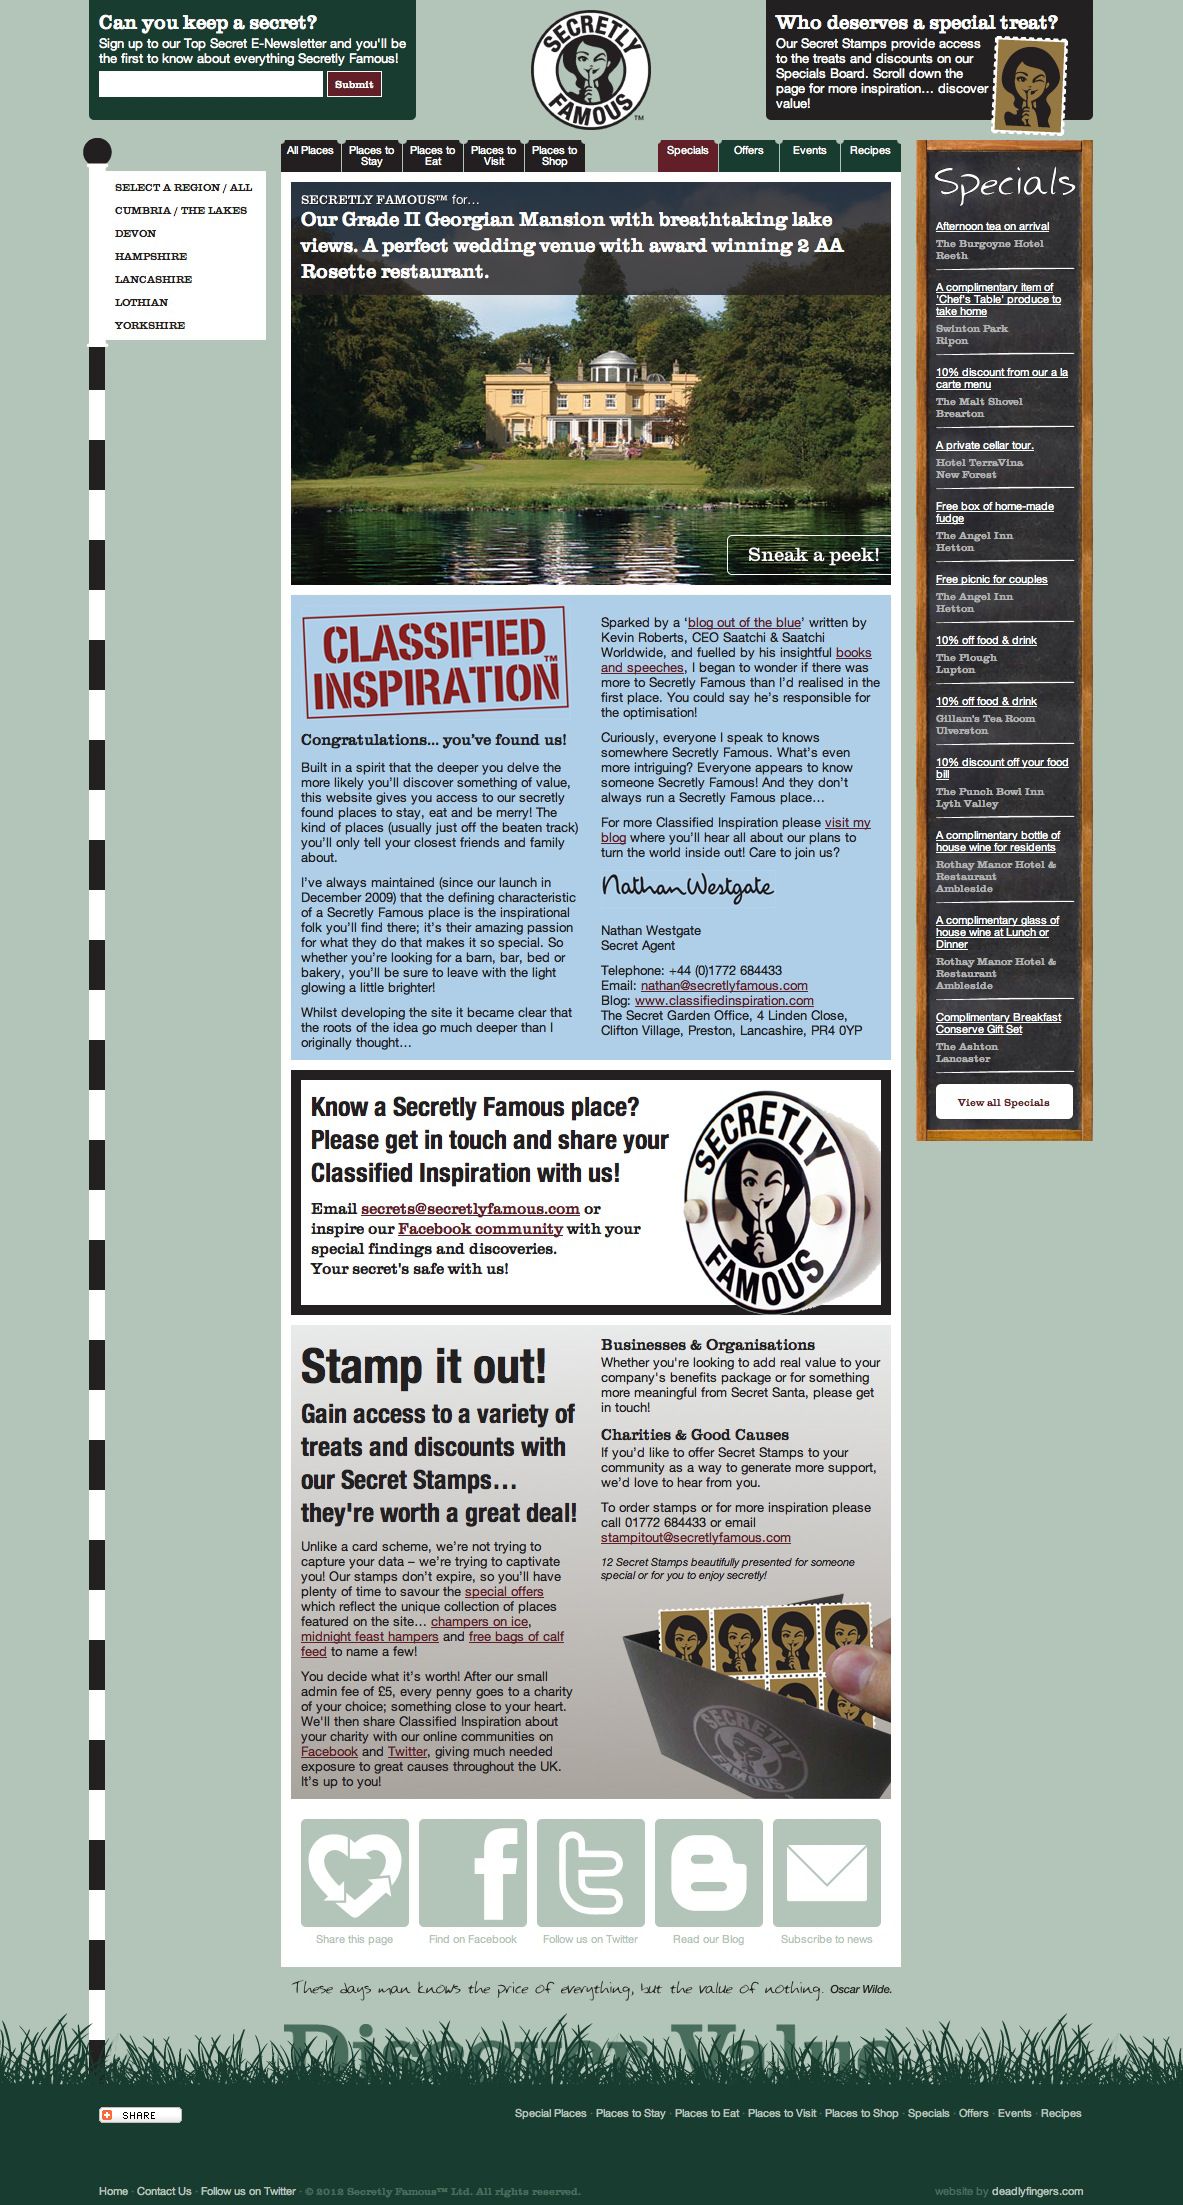 Can you keep a secret?
Sign up to our Top Secret E-Newsletter and you'll be
the first to know about everything Secretly Famous!
Submit
SECRETLY
FAMOUS
TM
Who deserves a special treat?
Our Secret Stamps provide access
to the treats and discounts on our
Specials Board. Scroll down the
page for more inspiration... discover
value!
All Places
Places to
Stay
Places to
Eat
Places to
Visit
Places to
Shop
Specials
Offers
Events
Recipes
SELECT A REGION / ALL
CUMBRIA / THE LAKES
DEVON
HAMPSHIRE
LANCASHIRE
LOTHIAN
YORKSHIRE
SECRETLY FAMOUS™ for...
Our Grade II Georgian Mansion with breathtaking lake
views. A perfect wedding venue with award winning 2 AA
Rosette restaurant.
Sneak a peek!
Specials
Afternoon tea on arrival
The Burgoyne Hotel
Reeth
A complimentary item of
'Chef's Table' produce to
take home
Swinton Park
Ripon
10% discount from our a la
carte menu
The Malt Shovel
Brearton
A private cellar tour.
Hotel TerraVina
New Forest
Free box of home-made
fudge
The Angel Inn
Hetton
Free picnic for couples
The Angel Inn
Hetton
10% off food & drink
The Plough
Lupton
10% off food & drink
Gillam's Tea Room
Ulverston
10% discount off your food
bill
The Punch Bowl Inn
Lyth Valley
A complimentary bottle of
house wine for residents
Rothay Manor Hotel &
Restaurant
Ambleside
A complimentary glass of
house wine at Lunch or
Dinner
Rothay Manor Hotel &
Restaurant
Ambleside
Complimentary Breakfast
Conserve Gift Set
The Ashton
Lancaster
View all Specials
CLASSIFIED
INSPIRATION™
Congratulations... you've found us!
Built in a spirit that the deeper you delve the
more likely you'll discover something of value,
this website gives you access to our secretly
found places to stay, eat and be merry! The
kind of places (usually just off the beaten track)
you'll only tell your closest friends and family
about.
I've always maintained (since our launch in
December 2009) that the defining characteristic
of a Secretly Famous place is the inspirational
folk you'll find there; it's their amazing passion
for what they do that makes it so special. So
whether you're looking for a barn, bar, bed or
bakery, you'll be sure to leave with the light
glowing a little brighter!
Whilst developing the site it became clear that
the roots of the idea go much deeper than I
originally thought...
Sparked by a 'blog out of the blue' written by
Kevin Roberts, CEO Saatchi & Saatchi
Worldwide, and fuelled by his insightful books
and speeches, I began to wonder if there was
more to Secretly Famous than I'd realised in the
first place. You could say he's responsible for
the optimisation!
Curiously, everyone I speak to knows
somewhere Secretly Famous. What's even
more intriguing? Everyone appears to know
someone Secretly Famous! And they don't
always run a Secretly Famous place...
For more Classified Inspiration please visit my
blog where you'll hear all about our plans to
turn the world inside out! Care to join us?
Nathan Westgate
Nathan Westgate
Secret Agent
Telephone: +44 (0)1772 684433
Email: nathan@secretlyfamous.com
Blog: www.classifiedinspiration.com
The Secret Garden Office, 4 Linden Close,
Clifton Village, Preston, Lancashire, PR4 0YP
Know a Secretly Famous place?
Please get in touch and share your
Classified Inspiration with us!
Email secrets@secretlyfamous.com or
inspire our Facebook community with your
special findings and discoveries.
Your secret's safe with us!
SECRETLY
FAMOUS
Stamp it out!
Gain access to a variety of
treats and discounts with
our Secret Stamps...
they're worth a great deal!
Unlike a card scheme, we're not trying to
capture your data – we're trying to captivate
you! Our stamps don't expire, so you'll have
plenty of time to savour the special offers
which reflect the unique collection of places
featured on the site... champers on ice,
midnight feast hampers and free bags of calf
feed to name a few!
You decide what it's worth! After our small
admin fee of £5, every penny goes to a charity
of your choice; something close to your heart.
We'll then share Classified Inspiration about
your charity with our online communities on
Facebook and Twitter, giving much needed
exposure to great causes throughout the UK.
It's up to you!
Businesses & Organisations
Whether you're looking to add real value to your
company's benefits package or for something
more meaningful from Secret Santa, please get
in touch!
Charities & Good Causes
If you'd like to offer Secret Stamps to your
community as a way to generate more support,
we'd love to hear from you.
To order stamps or for more inspiration please
call 01772 684433 or email
stampitout@secretlyfamous.com
12 Secret Stamps beautifully presented for someone
special or for you to enjoy secretly!
SECRETLY
FAMOUS
Share this page
Find on Facebook
Follow us on Twitter
Read our Blog
Subscribe to news
These days man knows the price of everything, but the value of nothing. Oscar Wilde.
Discover Value
SHARE
Special Places · Places to Stay · Places to Eat · Places to Visit · Places to Shop · Specials · Offers · Events · Recipes
Home · Contact Us · Follow us on Twitter · © 2012 Secretly Famous™ Ltd. All rights reserved.
website by deadlyfingers.com